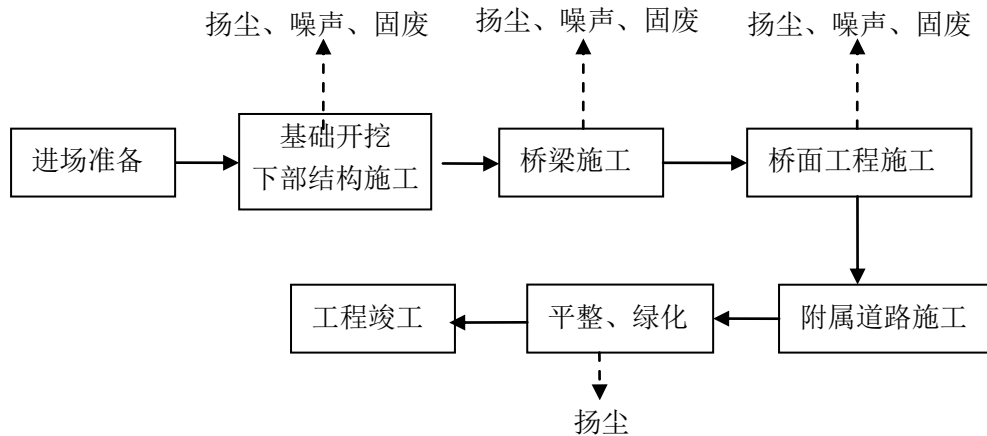 扬尘、噪声、固废
扬尘、噪声、固废
扬尘、噪声、固废
进场准备
基础开挖
下部结构施工
桥梁施工
桥面工程施工
工程竣工
平整、绿化
附属道路施工
扬尘